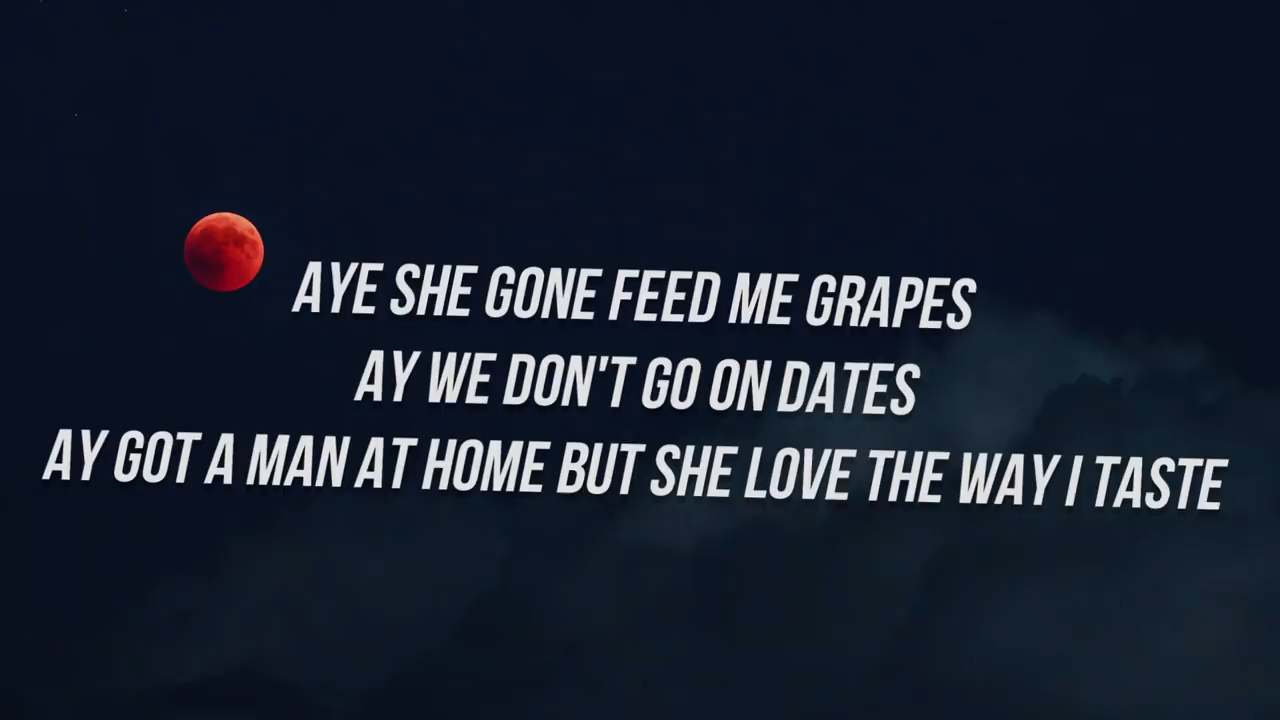 AYE SHE GONE FEED ME GRAPES
AY WE DON'T GO ON DATES
AY GOT A MAN AT HOME BUT SHE LOVE THE WAY I TASTE